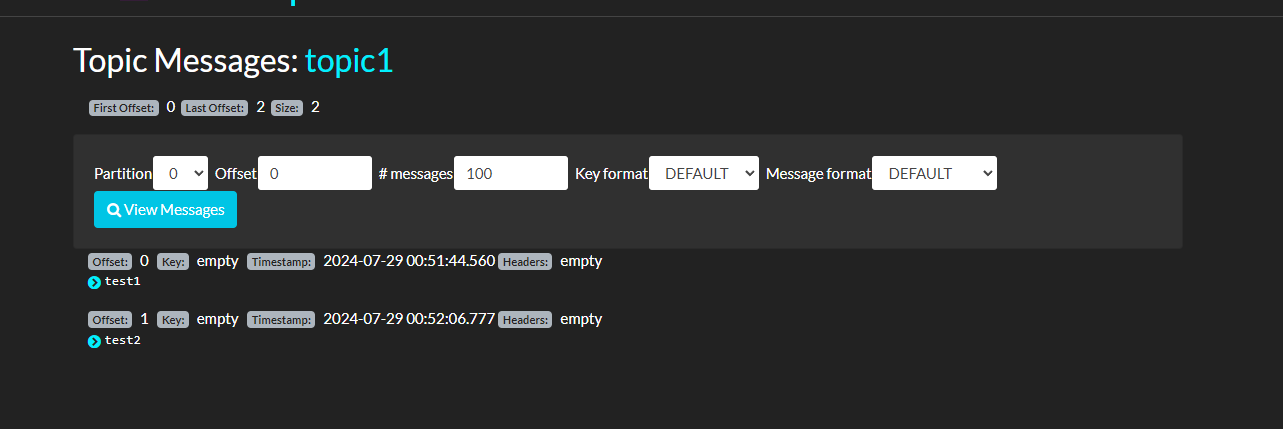 Topic Messages: topic1
First Offset: 0 Last Offset: 2 Size: 2
Partition 0 Offset 0 # messages 100 Key format DEFAULT Message format DEFAULT
View Messages
Offset: 0 Key: empty Timestamp: 2024-07-29 00:51:44.560 Headers: empty
test1
Offset: 1 Key: empty Timestamp: 2024-07-29 00:52:06.777 Headers: empty
test2